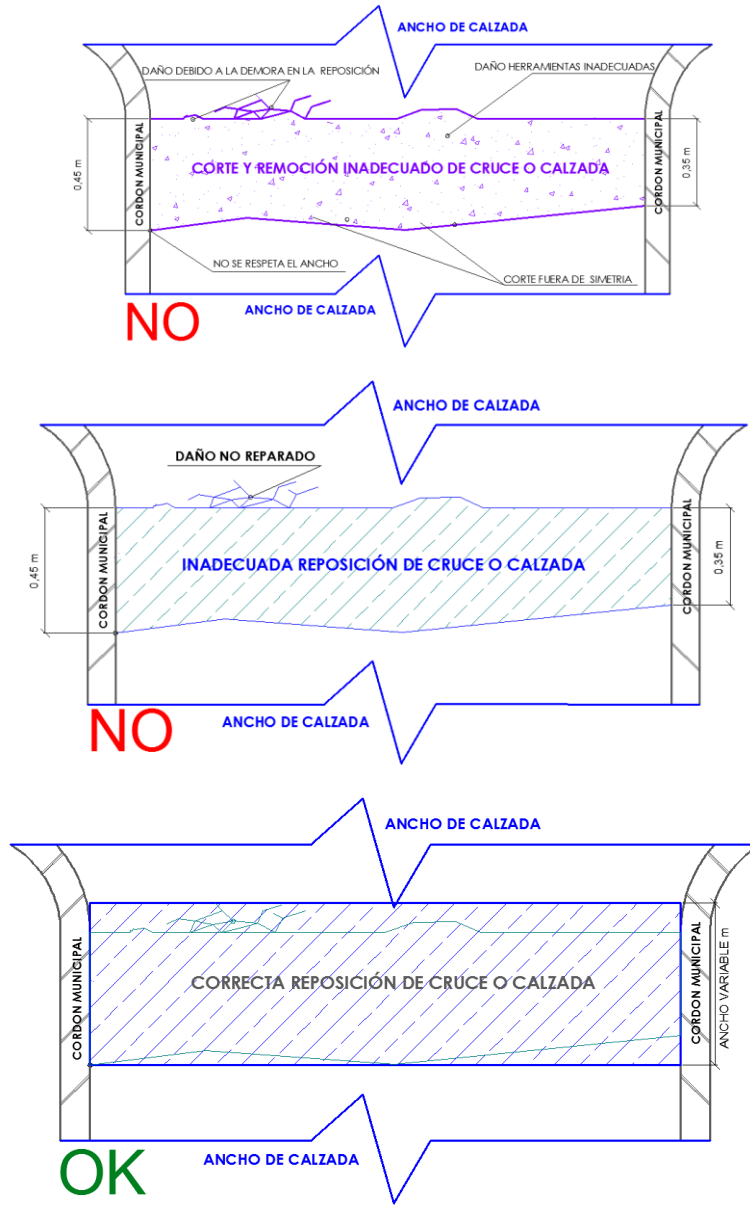 ANCHO DE CALZADA
DAÑO DEBIDO A LA DEMORA EN LA REPOSICIÓN
DAÑO HERRAMIENTAS INADECUADAS
0,45 m
CORDON MUNICIPAL
CORTE Y REMOCIÓN INADECUADO DE CRUCE O CALZADA
CORDON MUNICIPAL
0,35 m
NO SE RESPETA EL ANCHO
CORTE FUERA DE SIMETRIA
NO
ANCHO DE CALZADA
ANCHO DE CALZADA
DAÑO NO REPARADO
0,45 m
CORDON MUNICIPAL
INADECUADA REPOSICIÓN DE CRUCE O CALZADA
CORDON MUNICIPAL
0,35 m
NO
ANCHO DE CALZADA
ANCHO DE CALZADA
CORDON MUNICIPAL
CORRECTA REPOSICIÓN DE CRUCE O CALZADA
CORDON MUNICIPAL
ANCHO VARIABLE m
OK
ANCHO DE CALZADA